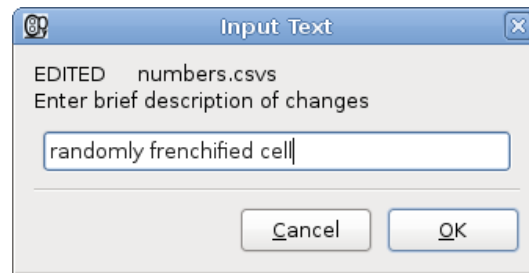 Input Text
EDITED numbers.csvs
Enter brief description of changes
randomly frenchified cell
Cancel OK